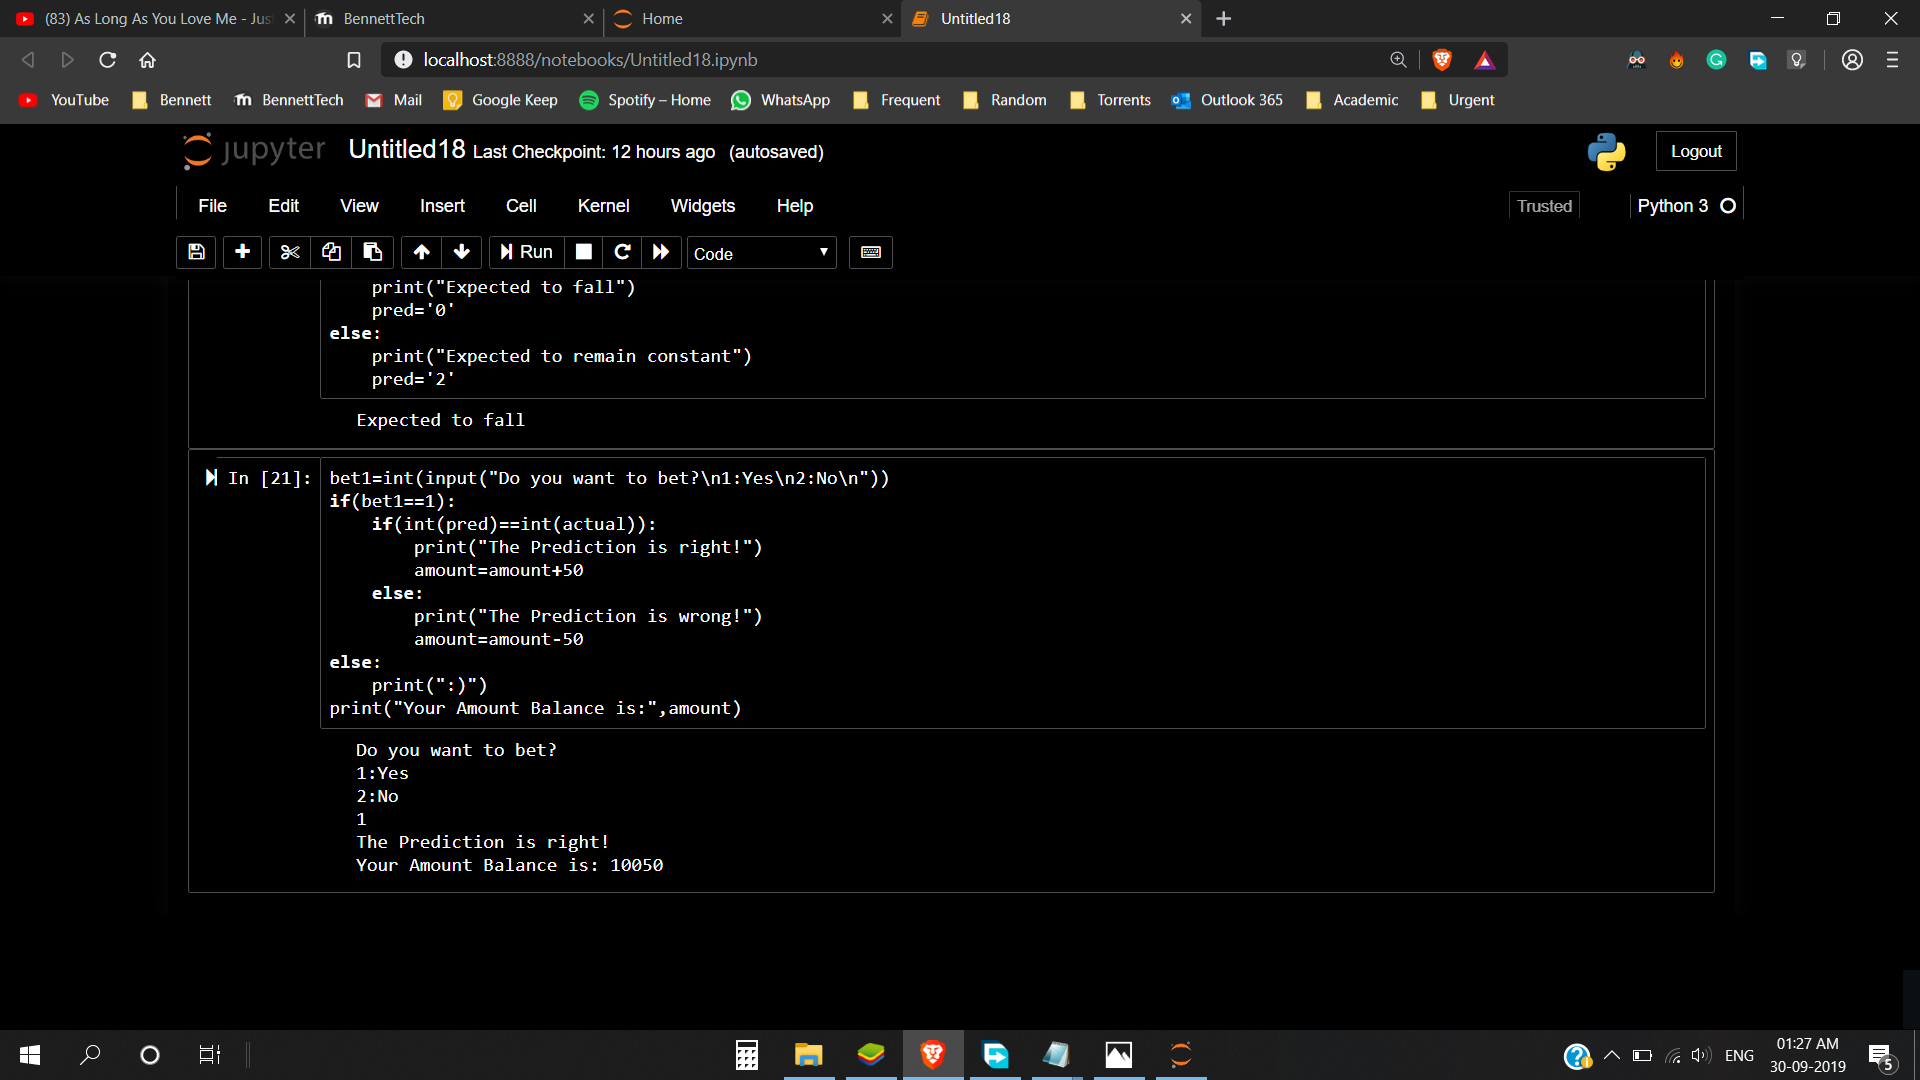 (83) As Long As You Love Me - Jus
BennettTech
Home
Untitled18
localhost:8888/notebooks/Untitled18.ipynb
YouTube
Bennett
BennettTech
Mail
Google Keep
Spotify – Home
WhatsApp
Frequent
Random
Torrents
Outlook 365
Academic
Urgent
jupyter
Untitled18 Last Checkpoint: 12 hours ago (autosaved)
Logout
File Edit View Insert Cell Kernel Widgets Help
Trusted
Python 3
Run
Code
    print("Expected to fall")
    pred='0'
else:
    print("Expected to remain constant")
    pred='2'
Expected to fall
In [21]:
bet1=int(input("Do you want to bet?\n1:Yes\n2:No\n"))
if(bet1==1):
    if(int(pred)==int(actual)):
        print("The Prediction is right!")
        amount=amount+50
    else:
        print("The Prediction is wrong!")
        amount=amount-50
else:
    print(":)")
print("Your Amount Balance is:",amount)
Do you want to bet?
1:Yes
2:No
1
The Prediction is right!
Your Amount Balance is: 10050
ENG
01:27 AM
30-09-2019
5